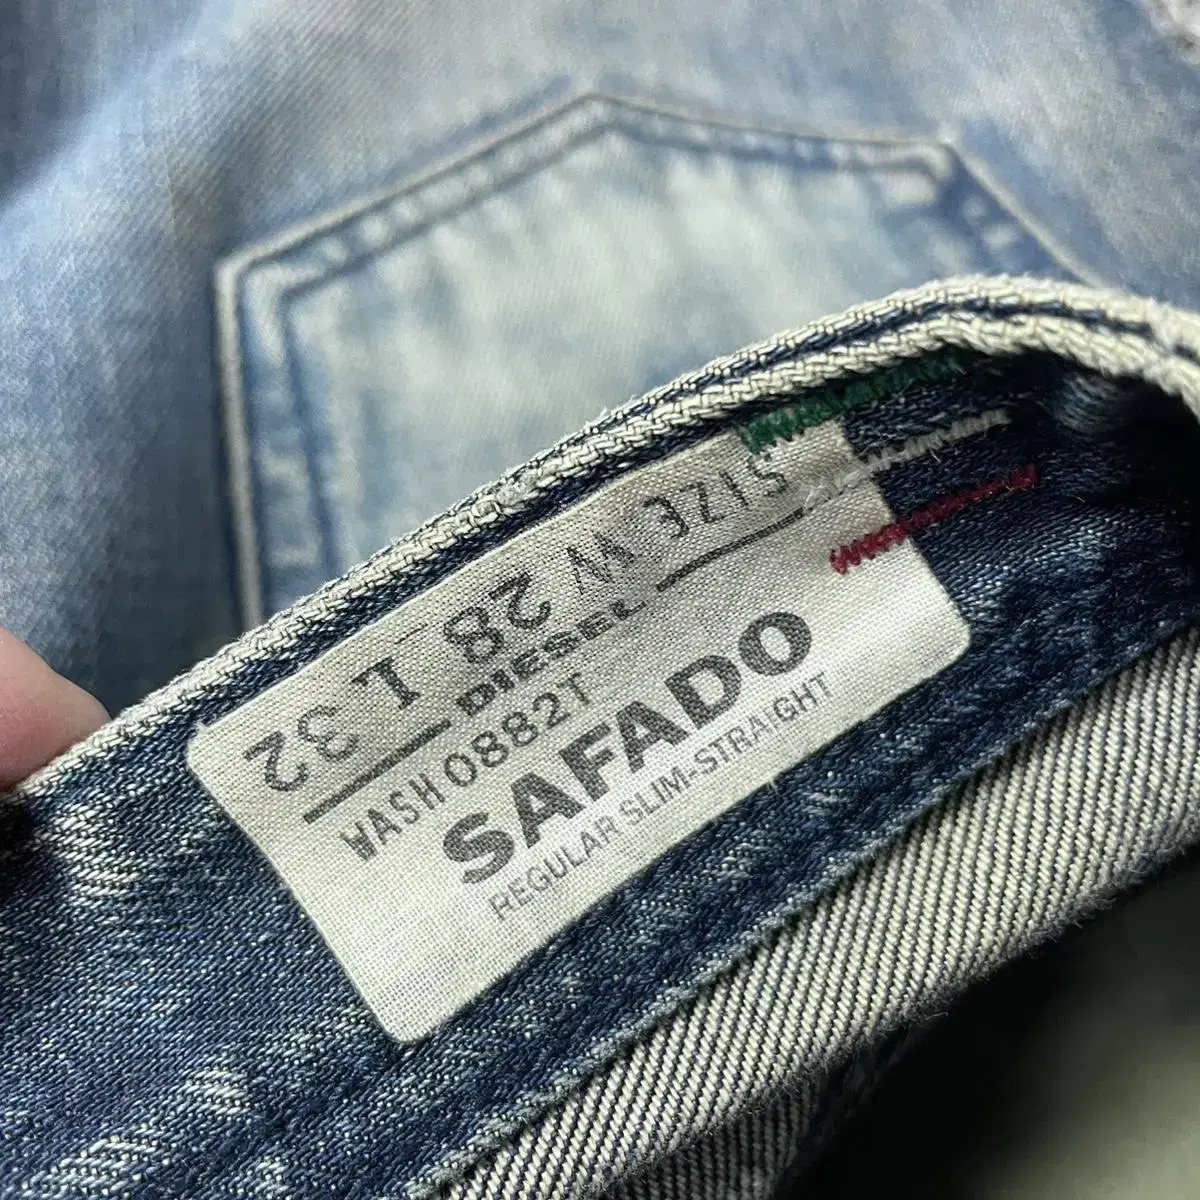 SIZE W 28 L 32
DIESEL
WASH 0882T
SAFADO
REGULAR SLIM-STRAIGHT